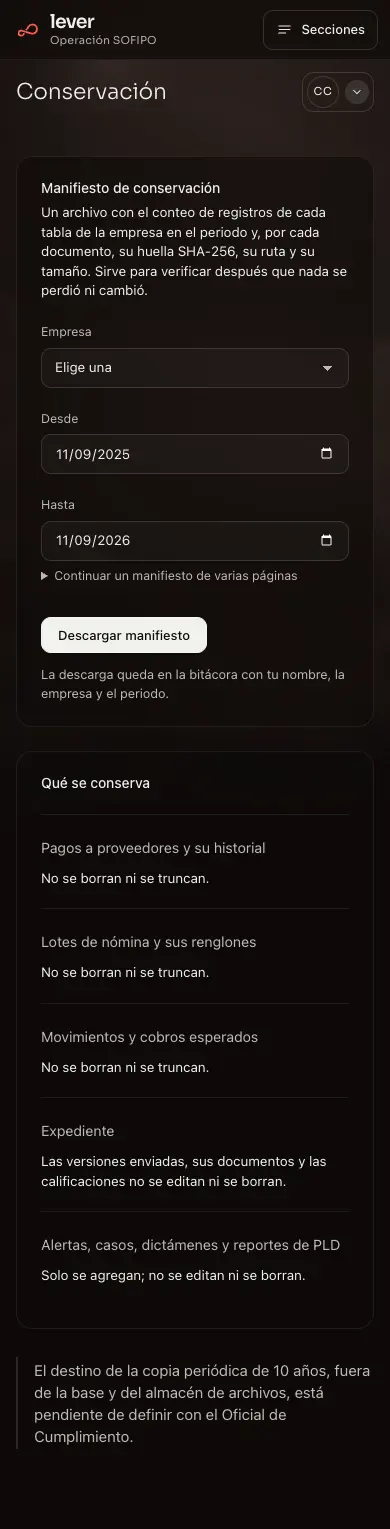 lever
Operación SOFIPO
Secciones
Conservación
CC
Manifiesto de conservación
Un archivo con el conteo de registros de cada
tabla de la empresa en el periodo y, por cada
documento, su huella SHA-256, su ruta y su
tamaño. Sirve para verificar después que nada se
perdió ni cambió.
Empresa
Elige una
Desde
11/09/2025
Hasta
11/09/2026
Continuar un manifiesto de varias páginas
Descargar manifiesto
La descarga queda en la bitácora con tu nombre, la
empresa y el periodo.
Qué se conserva
Pagos a proveedores y su historial
No se borran ni se truncan.
Lotes de nómina y sus renglones
No se borran ni se truncan.
Movimientos y cobros esperados
No se borran ni se truncan.
Expediente
Las versiones enviadas, sus documentos y las
calificaciones no se editan ni se borran.
Alertas, casos, dictámenes y reportes de PLD
Solo se agregan; no se editan ni se borran.
El destino de la copia periódica de 10 años, fuera
de la base y del almacén de archivos, está
pendiente de definir con el Oficial de
Cumplimiento.